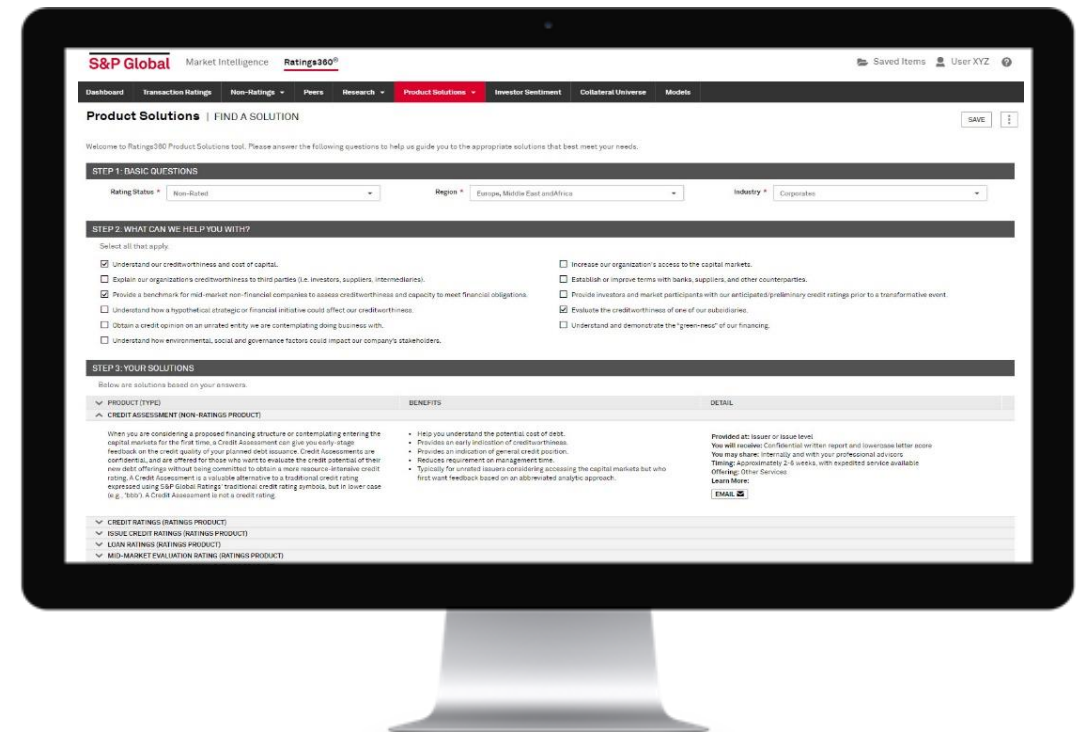 S&P Global Market Intelligence Ratings360® Saved Items User XYZ
Dashboard Transaction Ratings Non-Ratings Peers Research Product Solutions Investor Sentiment Collateral Universe Models
Product Solutions | FIND A SOLUTION SAVE
Welcome to Ratings360 Product Solutions tool. Please answer the following questions to help us guide you to the appropriate solutions that best meet your needs.
STEP 1: BASIC QUESTIONS
Rating Status * Non-Rated Region * Europe, Middle East andAfrica Industry * Corporates
STEP 2: WHAT CAN WE HELP YOU WITH?
Select all that apply.
Understand our creditworthiness and cost of capital. Increase our organization's access to the capital markets.
Explain our organization's creditworthiness to third parties (i.e. investors, suppliers, intermediaries). Establish or improve terms with banks, suppliers, and other counterparties.
Provide a benchmark for mid-market non-financial companies to assess creditworthiness and capacity to meet financial obligations. Provide investors and market participants with our anticipated/preliminary credit ratings prior to a transformative event.
Understand how a hypothetical strategic or financial initiative could affect our creditworthiness. Evaluate the creditworthiness of one of our subsidiaries.
Obtain a credit opinion on an unrated entity we are contemplating doing business with. Understand and demonstrate the "green-ness" of our financing.
Understand how environmental, social and governance factors could impact our company's stakeholders.
STEP 3: YOUR SOLUTIONS
Below are solutions based on your answers.
PRODUCT (TYPE) BENEFITS DETAIL
CREDIT ASSESSMENT (NON-RATINGS PRODUCT)
When you are considering a proposed financing structure or contemplating entering the
capital markets for the first time, a Credit Assessment can give you early-stage
feedback on the credit quality of your planned debt issuance. Credit Assessments are
confidential, and are offered for those who want to evaluate the credit potential of their
new debt offerings without being committed to obtain a more resource-intensive credit
rating. A Credit Assessment is a valuable alternative to a traditional credit rating
expressed using S&P Global Ratings' traditional credit rating symbols, but in lower case
(e.g., 'bbb'). A Credit Assessment is not a credit rating.
• Help you understand the potential cost of debt.
• Provides an early indication of creditworthiness.
• Provides an indication of general credit position.
• Reduces requirement on management time.
• Typically for unrated issuers considering accessing the capital markets but who
first want feedback based on an abbreviated analytic approach.
Provided at: Issuer or issue level
You will receive: Confidential written report and lowercase letter score
You may share: Internally and with your professional advisors
Timing: Approximately 2-6 weeks, with expedited service available
Offering: Other Services
Learn More:
EMAIL
CREDIT RATINGS (RATINGS PRODUCT)
ISSUE CREDIT RATINGS (RATINGS PRODUCT)
LOAN RATINGS (RATINGS PRODUCT)
MID-MARKET EVALUATION RATING (RATINGS PRODUCT)